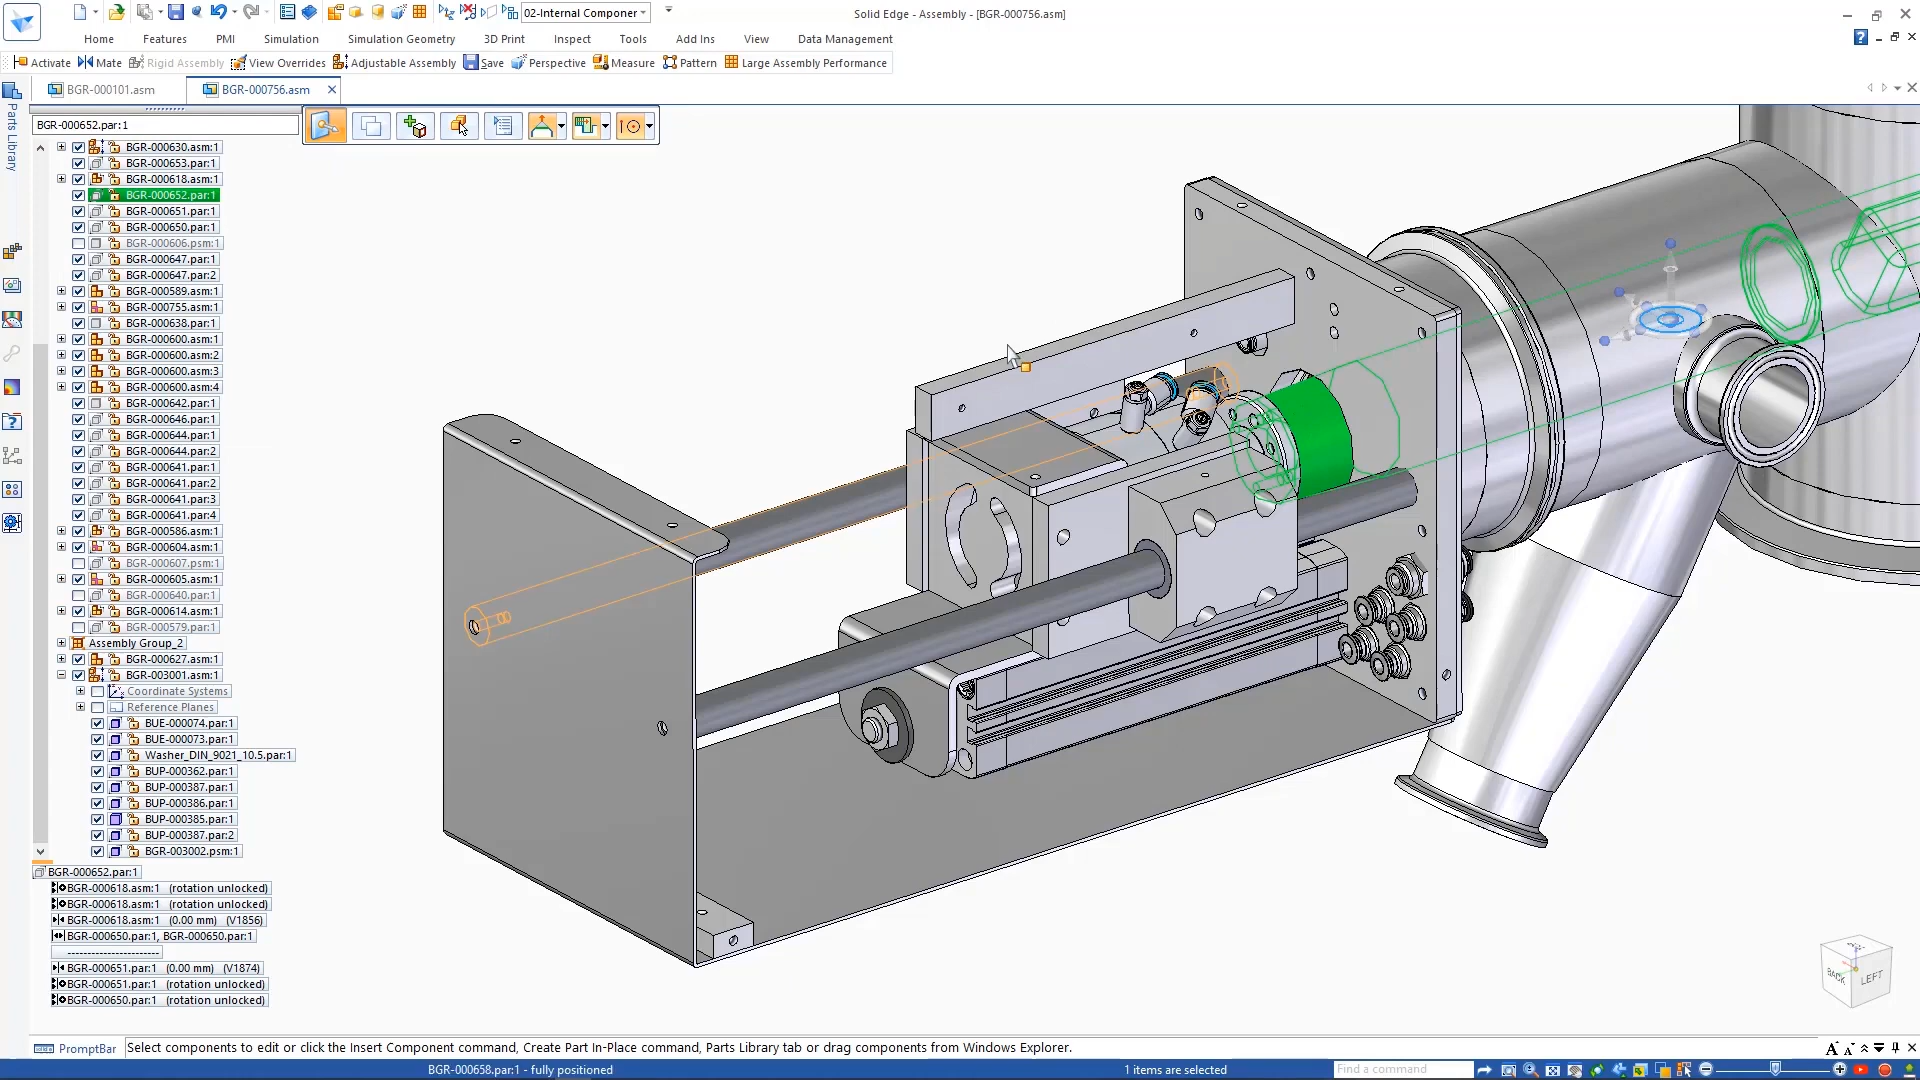 02-Internal Componer
Solid Edge - Assembly - [BGR-000756.asm]
Home
Features
PMI
Simulation
Simulation Geometry
3D Print
Inspect
Tools
Add Ins
View
Data Management
Activate
Mate
Rigid Assembly
View Overrides
Adjustable Assembly
Save
Perspective
Measure
Pattern
Large Assembly Performance
BGR-000101.asm
BGR-000756.asm
Parts Library
BGR-000652.par:1
BGR-000630.asm:1
BGR-000653.par:1
BGR-000618.asm:1
BGR-000652.par:1
BGR-000651.par:1
BGR-000650.par:1
BGR-000606.psm:1
BGR-000647.par:1
BGR-000647.par:2
BGR-000589.asm:1
BGR-000755.asm:1
BGR-000638.par:1
BGR-000600.asm:1
BGR-000600.asm:2
BGR-000600.asm:3
BGR-000600.asm:4
BGR-000642.par:1
BGR-000646.par:1
BGR-000644.par:1
BGR-000644.par:2
BGR-000641.par:1
BGR-000641.par:2
BGR-000641.par:3
BGR-000641.par:4
BGR-000586.asm:1
BGR-000604.asm:1
BGR-000607.psm:1
BGR-000605.asm:1
BGR-000640.par:1
BGR-000614.asm:1
BGR-000579.par:1
Assembly Group_2
BGR-000627.asm:1
BGR-003001.asm:1
Coordinate Systems
Reference Planes
BUE-000074.par:1
BUE-000073.par:1
Washer_DIN_9021_10.5.par:1
BUP-000362.par:1
BUP-000387.par:1
BUP-000386.par:1
BUP-000385.par:1
BUP-000387.par:2
BGR-003002.psm:1
BGR-000652.par:1
BGR-000618.asm:1 (rotation unlocked)
BGR-000618.asm:1 (rotation unlocked)
BGR-000618.asm:1 (0.00 mm) (V1856)
BGR-000650.par:1, BGR-000650.par:1
-----------------------
BGR-000651.par:1 (0.00 mm) (V1874)
BGR-000651.par:1 (rotation unlocked)
BGR-000650.par:1 (rotation unlocked)
BACK
LEFT
PromptBar
Select components to edit or click the Insert Component command, Create Part In-Place command, Parts Library tab or drag components from Windows Explorer.
BGR-000658.par:1 - fully positioned
1 items are selected
Find a command